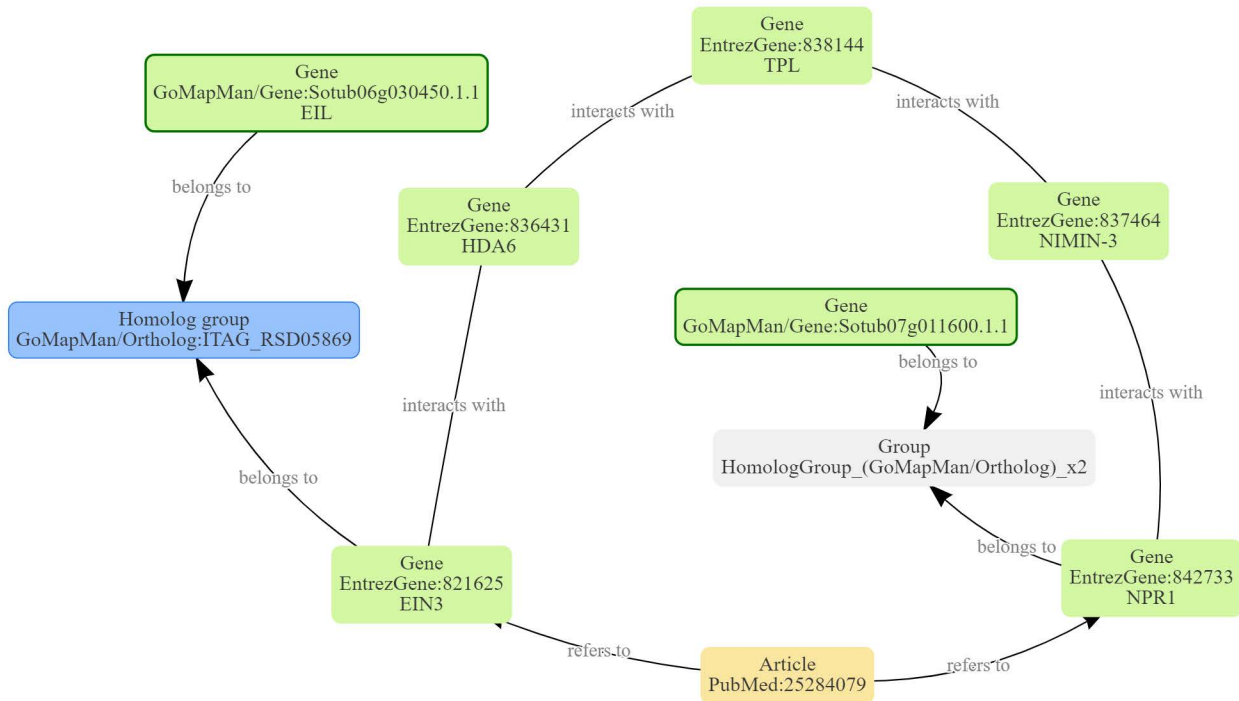 Gene
EntrezGene:838144
TPL
Gene
GoMapMan/Gene:Sotub06g030450.1.1
EIL
interacts with
interacts with
belongs to
Gene
EntrezGene:836431
HDA6
Gene
EntrezGene:837464
NIMIN-3
Homolog group
GoMapMan/Ortholog:ITAG_RSD05869
Gene
GoMapMan/Gene:Sotub07g011600.1.1
belongs to
interacts with
interacts with
Group
HomologGroup_(GoMapMan/Ortholog)_x2
belongs to
belongs to
Gene
EntrezGene:821625
EIN3
Gene
EntrezGene:842733
NPR1
refers to
Article
PubMed:25284079
refers to